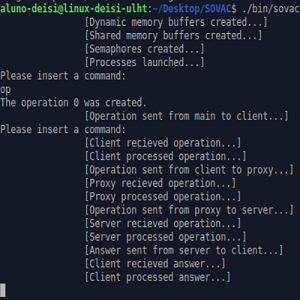 aluno-deisi@linux-deisi-ulht:~/Desktop/SOVAC$ ./bin/sovac
[Dynamic memory buffers created...]
[Shared memory buffers created...]
[Semaphores created...]
[Processes launched...]
Please insert a command:
op
The operation 0 was created.
[Operation sent from main to client...]
Please insert a command:
[Client recieved operation...]
[Client processed operation...]
[Operation sent from client to proxy...]
[Proxy recieved operation...]
[Proxy processed operation...]
[Operation sent from proxy to server...]
[Server recieved operation...]
[Server processed operation...]
[Answer sent from server to client...]
[Client recieved answer...]
[Client processed answer...]